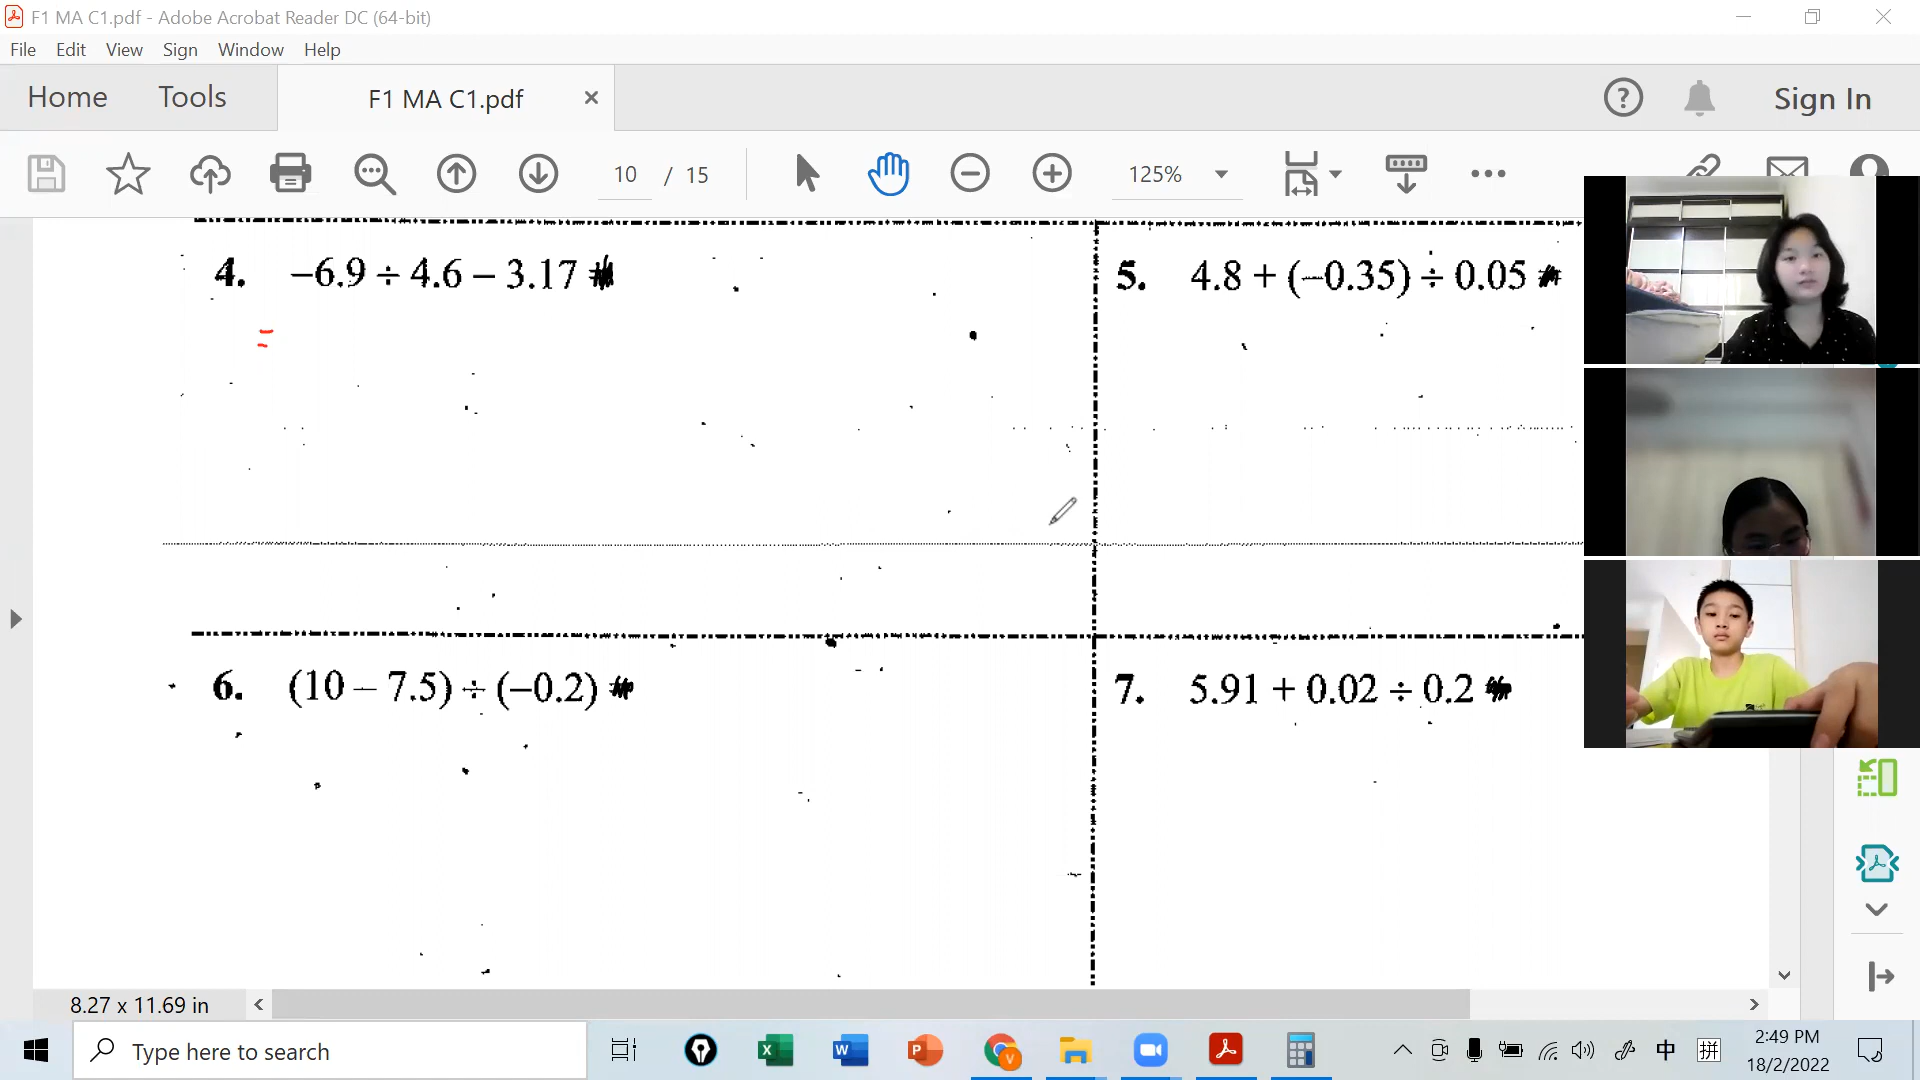 F1 MA C1.pdf - Adobe Acrobat Reader DC (64-bit)
File Edit View Sign Window Help
Home Tools F1 MA C1.pdf Sign In
10 / 15 125%
4. −6.9 ÷ 4.6 − 3.17
5. 4.8 + (−0.35) ÷ 0.05
=
6. (10 − 7.5) ÷ (−0.2)
7. 5.91 + 0.02 ÷ 0.2
8.27 x 11.69 in
Type here to search
中 拼 2:49 PM
18/2/2022